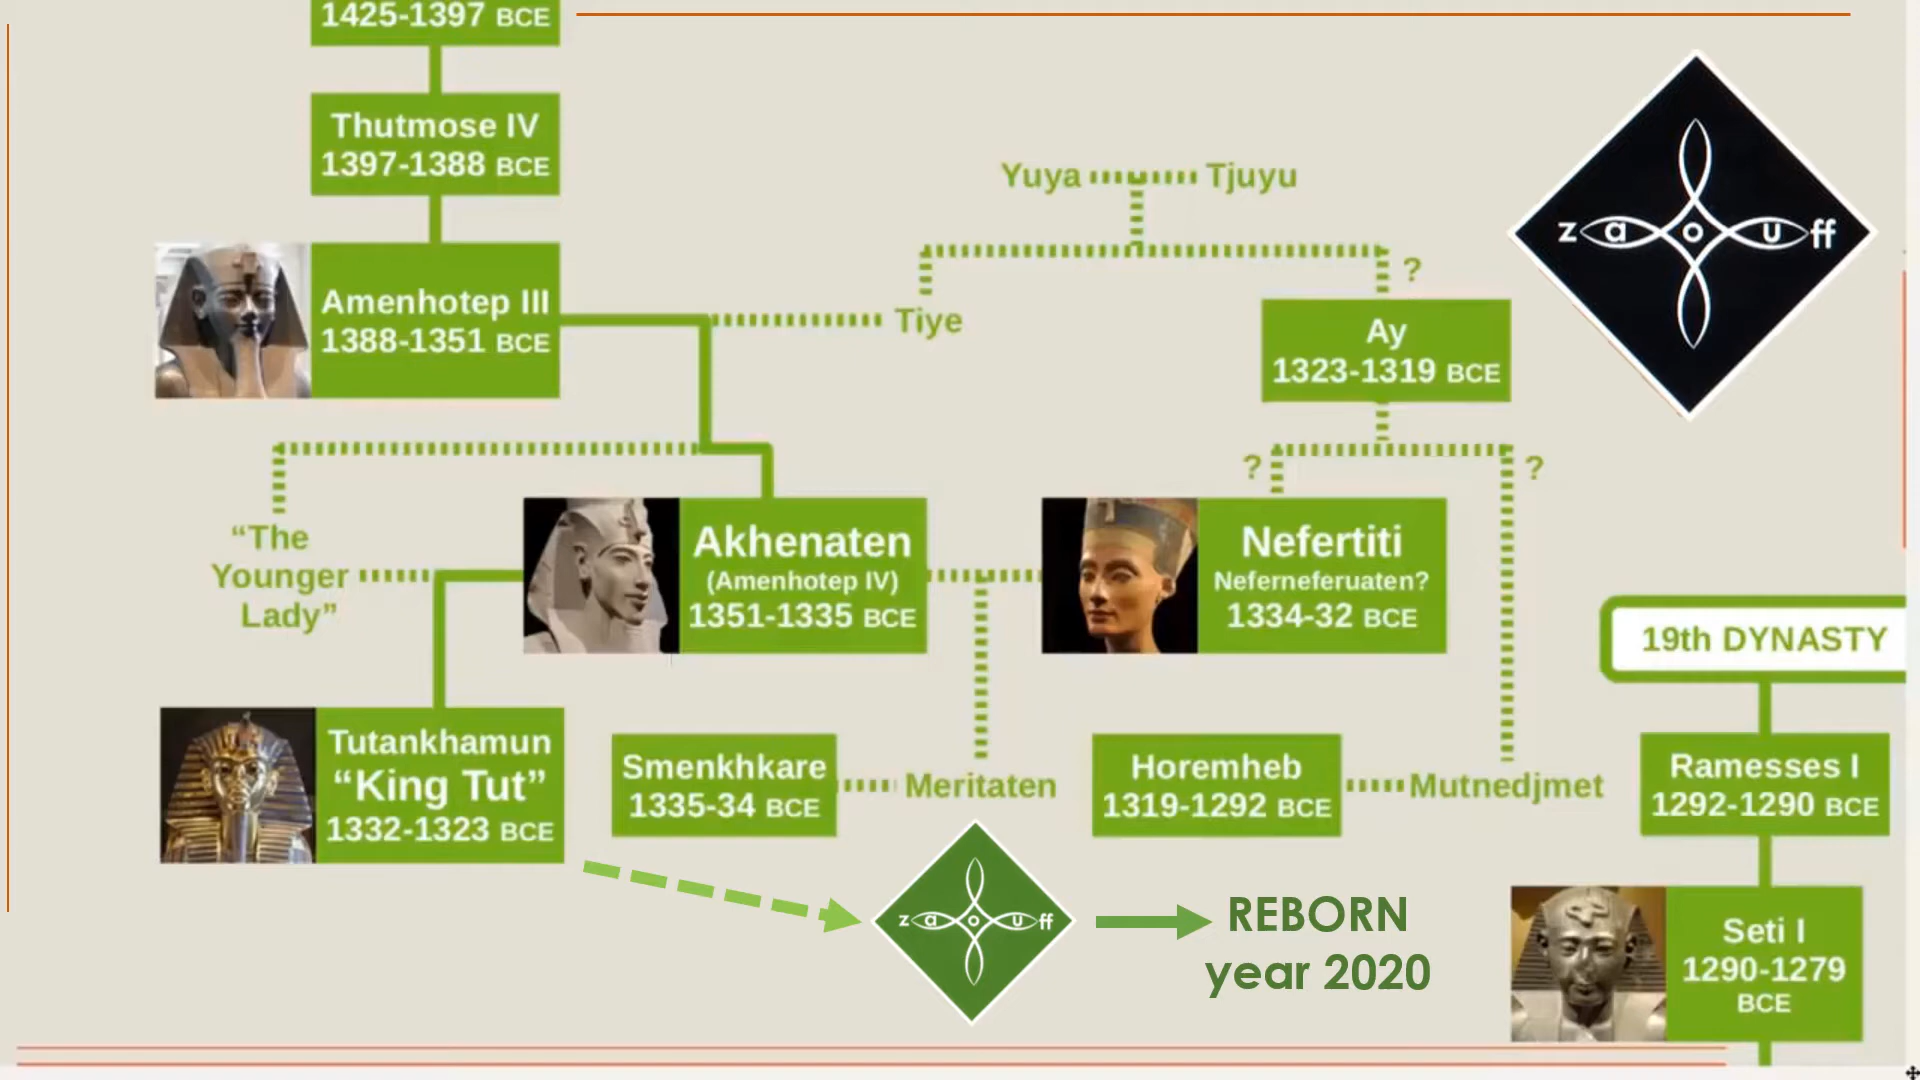 1425-1397 BCE
Thutmose IV
1397-1388 BCE
Yuya
Tjuyu
z a o u ff
?
Amenhotep III
1388-1351 BCE
Tiye
Ay
1323-1319 BCE
?
?
“The
Younger
Lady”
Akhenaten
(Amenhotep IV)
1351-1335 BCE
Nefertiti
Neferneferuaten?
1334-32 BCE
19th DYNASTY
Tutankhamun
“King Tut”
1332-1323 BCE
Smenkhkare
1335-34 BCE
Meritaten
Horemheb
1319-1292 BCE
Mutnedjmet
Ramesses I
1292-1290 BCE
z a o u ff
REBORN
year 2020
Seti I
1290-1279
BCE